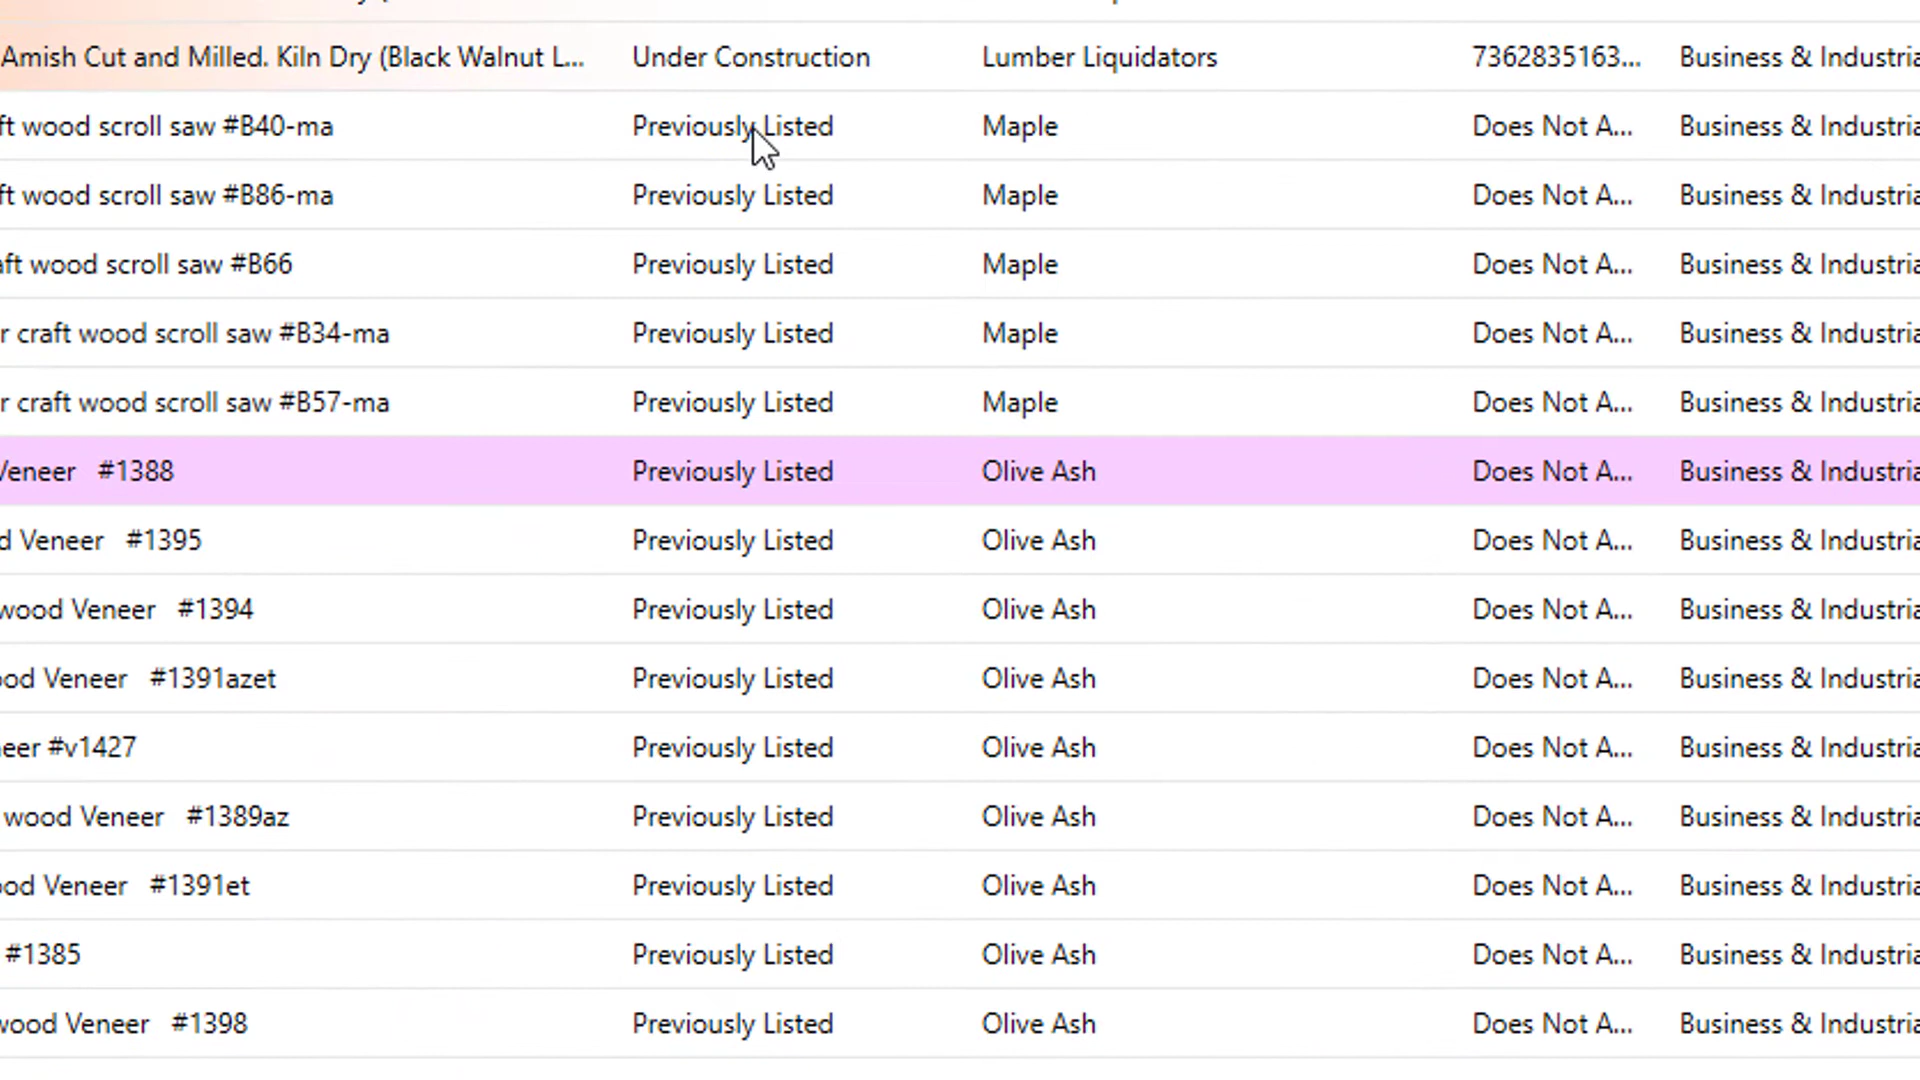 Amish Cut and Milled. Kiln Dry (Black Walnut L... Under Construction Lumber Liquidators 7362835163... Business & Industria
ft wood scroll saw #B40-ma Previously Listed Maple Does Not A... Business & Industria
ft wood scroll saw #B86-ma Previously Listed Maple Does Not A... Business & Industria
aft wood scroll saw #B66 Previously Listed Maple Does Not A... Business & Industria
r craft wood scroll saw #B34-ma Previously Listed Maple Does Not A... Business & Industria
r craft wood scroll saw #B57-ma Previously Listed Maple Does Not A... Business & Industria
Veneer #1388 Previously Listed Olive Ash Does Not A... Business & Industria
d Veneer #1395 Previously Listed Olive Ash Does Not A... Business & Industria
wood Veneer #1394 Previously Listed Olive Ash Does Not A... Business & Industria
ood Veneer #1391azet Previously Listed Olive Ash Does Not A... Business & Industria
eer #v1427 Previously Listed Olive Ash Does Not A... Business & Industria
wood Veneer #1389az Previously Listed Olive Ash Does Not A... Business & Industria
ood Veneer #1391et Previously Listed Olive Ash Does Not A... Business & Industria
#1385 Previously Listed Olive Ash Does Not A... Business & Industria
wood Veneer #1398 Previously Listed Olive Ash Does Not A... Business & Industria